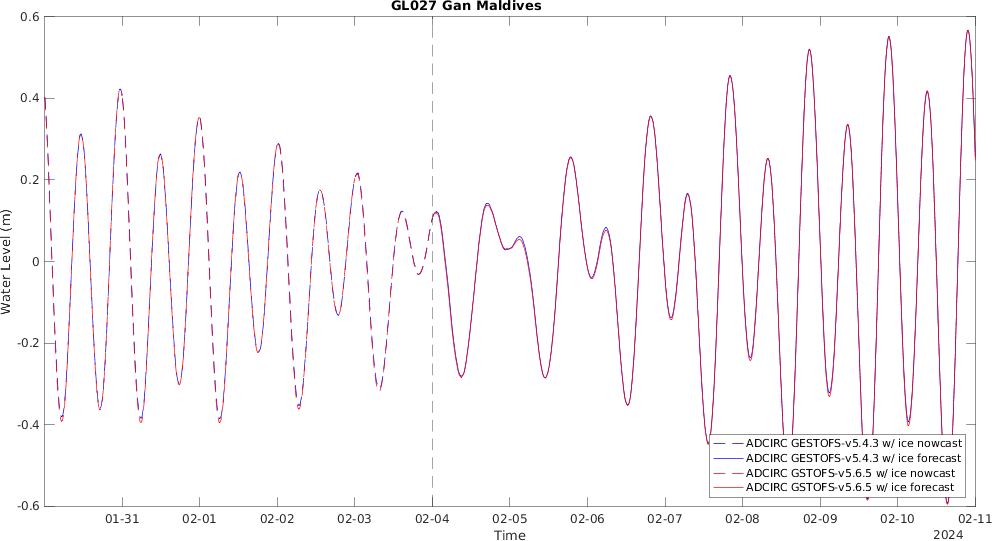 GL027 Gan Maldives
0.6
0.4
0.2
0
-0.2
-0.4
-0.6
Water Level (m)
ADCIRC GESTOFS-v5.4.3 w/ ice nowcast
ADCIRC GESTOFS-v5.4.3 w/ ice forecast
ADCIRC GSTOFS-v5.6.5 w/ ice nowcast
ADCIRC GSTOFS-v5.6.5 w/ ice forecast
01-31 02-01 02-02 02-03 02-04 02-05 02-06 02-07 02-08 02-09 02-10 02-11
Time
2024